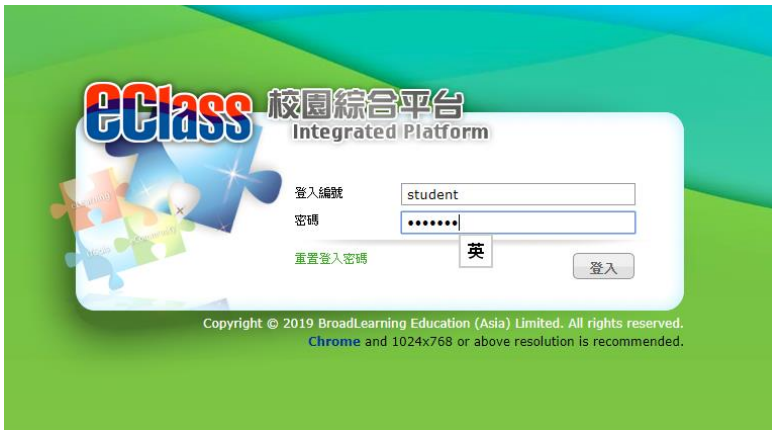 eClass 校園綜合平台
Integrated Platform
登入編號 student
密碼 •••••••
英
重置登入密碼
登入
Copyright © 2019 BroadLearning Education (Asia) Limited. All rights reserved.
Chrome and 1024x768 or above resolution is recommended.